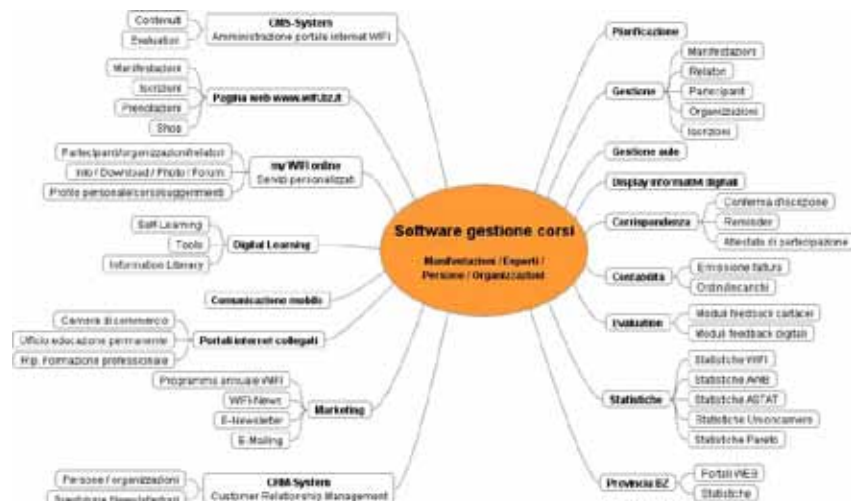 Software gestione corsi
Manifestazioni / Esperti /
Persone / Organizzazioni
CMS-System
Amministrazione portale internet WIFI
Contenuti
Evaluation
Pagina web www.wifi.bz.it
Manifestazioni
Iscrizioni
Prenotazioni
Shop
my WIFI online
Servizi personalizzati
Partecipanti/organizzazioni/relatori
Info / Download / Photo / Forum
Profilo personale/corsi/suggerimenti
Digital Learning
Self Learning
Tools
Information Literacy
Comunicazione mobile
Portali internet collegati
Camera di commercio
Ufficio educazione permanente
Rip. Formazione professionale
Marketing
Programma annuale WIFI
WIFI-News
E-Newsletter
E-Mailing
CRM-System
Customer Relationship Management
Persone / organizzazioni
Pianificazione
Gestione
Manifestazioni
Relatori
Partecipanti
Organizzazioni
Iscrizioni
Gestione aule
Display informativi digitali
Corrispondenza
Conferma d'iscrizione
Reminder
Attestato di partecipazione
Contabilità
Emissione fattura
Ordini/incarichi
Evaluation
Moduli feedback cartacei
Moduli feedback digitali
Statistiche
Statistiche WIFI
Statistiche AWB
Statistiche ASTAT
Statistiche Unioncamere
Statistiche Pareto
Provincia BZ
Portali WEB
Statistiche